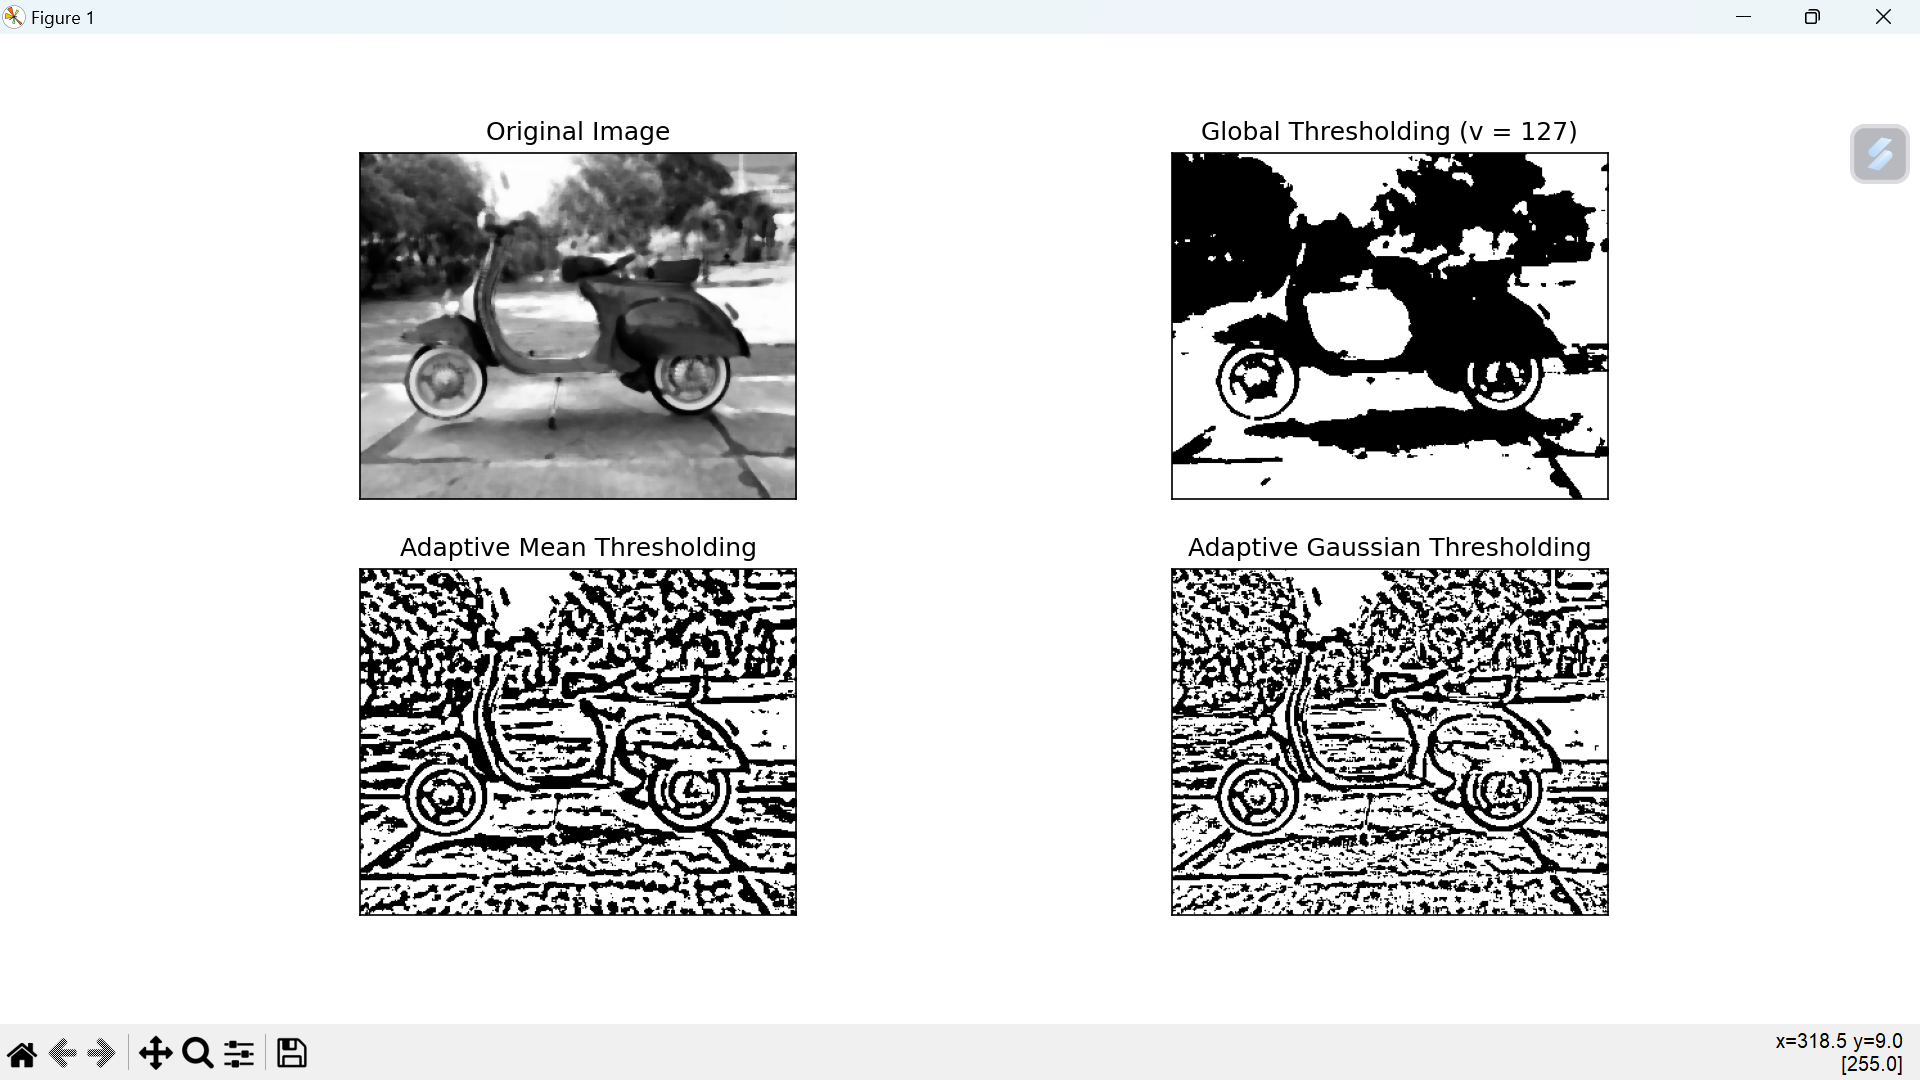 Figure 1
Original Image
Global Thresholding (v = 127)
Adaptive Mean Thresholding
Adaptive Gaussian Thresholding
x=318.5 y=9.0
[255.0]